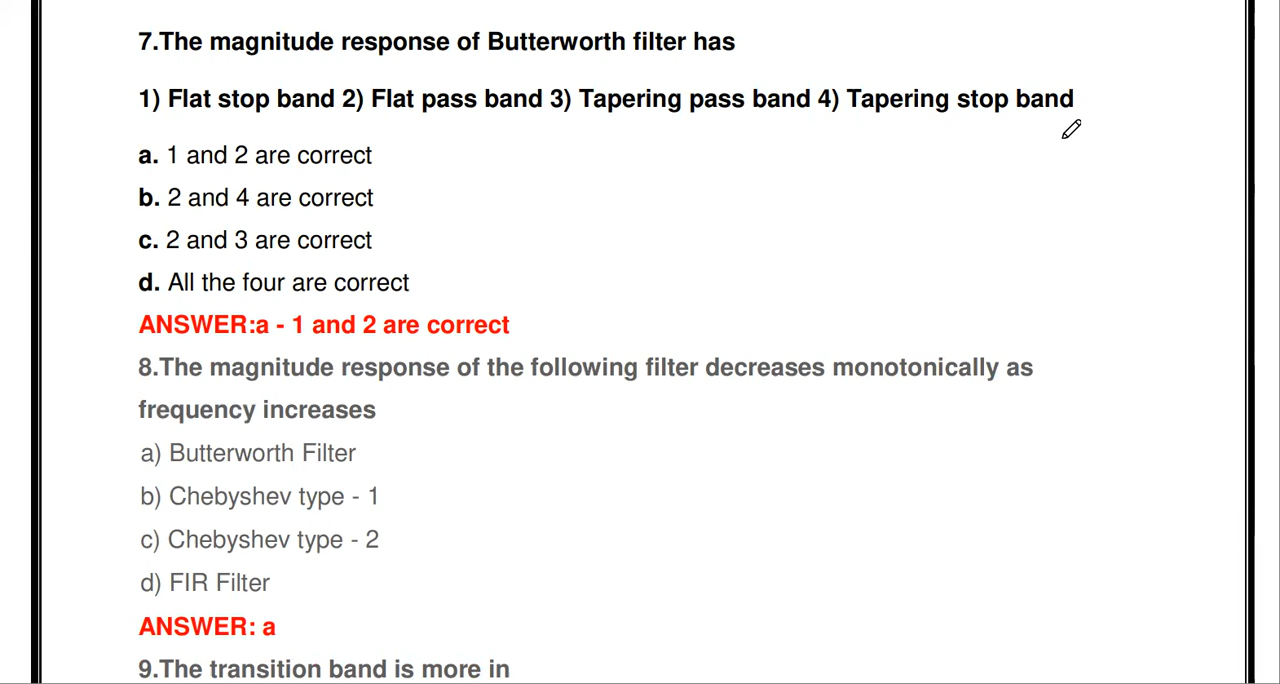 7.The magnitude response of Butterworth filter has
1) Flat stop band 2) Flat pass band 3) Tapering pass band 4) Tapering stop band
a. 1 and 2 are correct
b. 2 and 4 are correct
c. 2 and 3 are correct
d. All the four are correct
ANSWER:a - 1 and 2 are correct
8.The magnitude response of the following filter decreases monotonically as
frequency increases
a) Butterworth Filter
b) Chebyshev type - 1
c) Chebyshev type - 2
d) FIR Filter
ANSWER: a
9.The transition band is more in